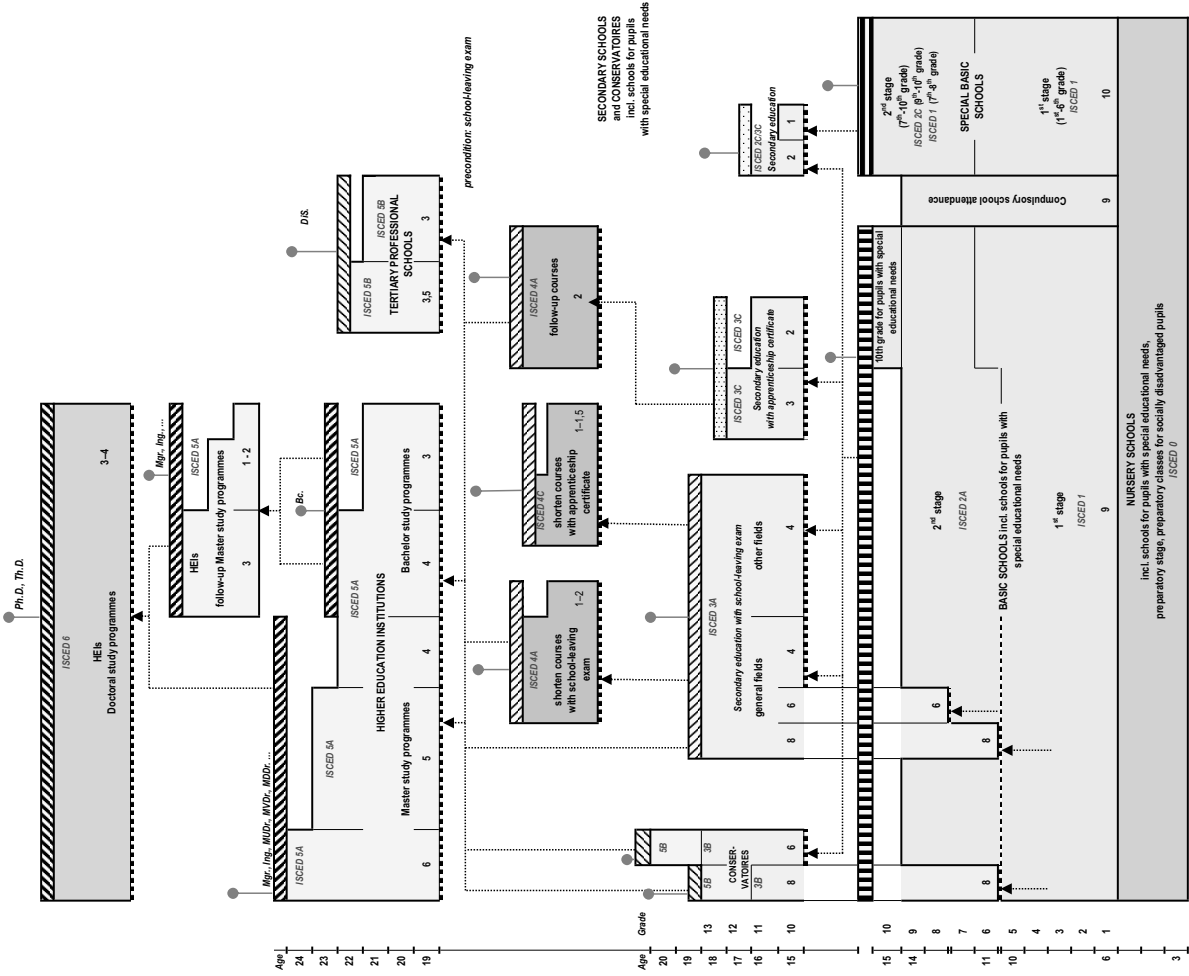 Ph.D., Th.D.
ISCED 6
HEIs
Doctoral study programmes
3–4
Mgr., Ing., ...
ISCED 5A
HEIs
follow-up Master study programmes
3
1 - 2
Mgr., Ing., MUDr., MVDr., MDDr. ...
Bc.
DiS.
Age
24
23
22
21
20
19
ISCED 5A
ISCED 5A
ISCED 5A
ISCED 5A
HIGHER EDUCATION INSTITUTIONS
Master study programmes
Bachelor study programmes
6
5
4
4
3
ISCED 5B
ISCED 5B
TERTIARY PROFESSIONAL
SCHOOLS
3,5
3
precondition: school-leaving exam
ISCED 4A
shorten courses
with school-leaving
exam
1–2
ISCED 4C
shorten courses
with apprenticeship
certificate
1–1,5
ISCED 4A
follow-up courses
2
SECONDARY SCHOOLS
and CONSERVATOIRES
incl. schools for pupils
with special educational needs
Age
Grade
20
19
13
12
17
11
16
10
15
5B
3B
5B
3B
CONSER-
VATOIRES
8
6
ISCED 3A
Secondary education with school-leaving exam
general fields
other fields
8
6
4
4
ISCED 3C
ISCED 3C
Secondary education
with apprenticeship certificate
3
2
ISCED 2C/3C
Secondary education
2
1
15
14
12
11
10
6
3
10
9
8
7
6
5
4
3
2
1
8
8
6
10th grade for pupils with special
educational needs
2nd stage
ISCED 2A
BASIC SCHOOLS incl. schools for pupils with
special educational needs
1st stage
ISCED 1
9
Compulsory school attendance
9
2nd stage
(7th-10th grade)
ISCED 2C (9th-10th grade)
ISCED 1 (7th-8th grade)
SPECIAL BASIC
SCHOOLS
1st stage
(1st-6th grade)
ISCED 1
10
NURSERY SCHOOLS
incl. schools for pupils with special educational needs,
preparatory stage, preparatory classes for socially disadvantaged pupils
ISCED 0